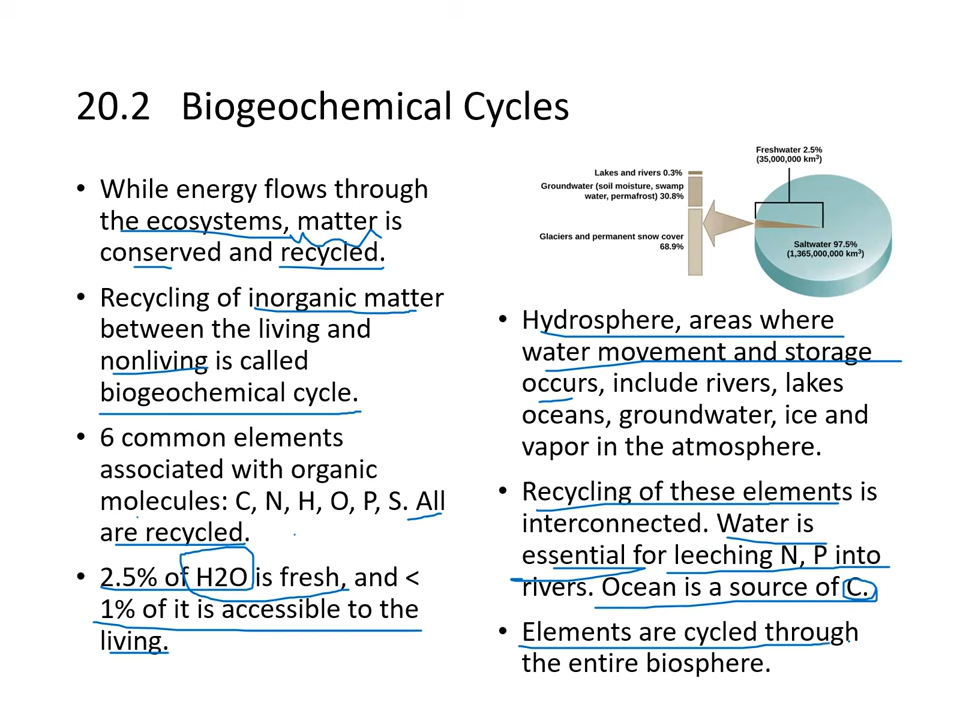 20.2 Biogeochemical Cycles
• While energy flows through
the ecosystems, matter is
conserved and recycled.
• Recycling of inorganic matter
between the living and
nonliving is called
biogeochemical cycle.
• 6 common elements
associated with organic
molecules: C, N, H, O, P, S. All
are recycled.
• 2.5% of H2O is fresh, and <
1% of it is accessible to the
living.
Freshwater 2.5%
(35,000,000 km³)
Lakes and rivers 0.3%
Groundwater (soil moisture, swamp
water, permafrost) 30.8%
Glaciers and permanent snow cover
68.9%
Saltwater 97.5%
(1,365,000,000 km³)
• Hydrosphere, areas where
water movement and storage
occurs, include rivers, lakes
oceans, groundwater, ice and
vapor in the atmosphere.
• Recycling of these elements is
interconnected. Water is
essential for leeching N, P into
rivers. Ocean is a source of C.
• Elements are cycled through
the entire biosphere.